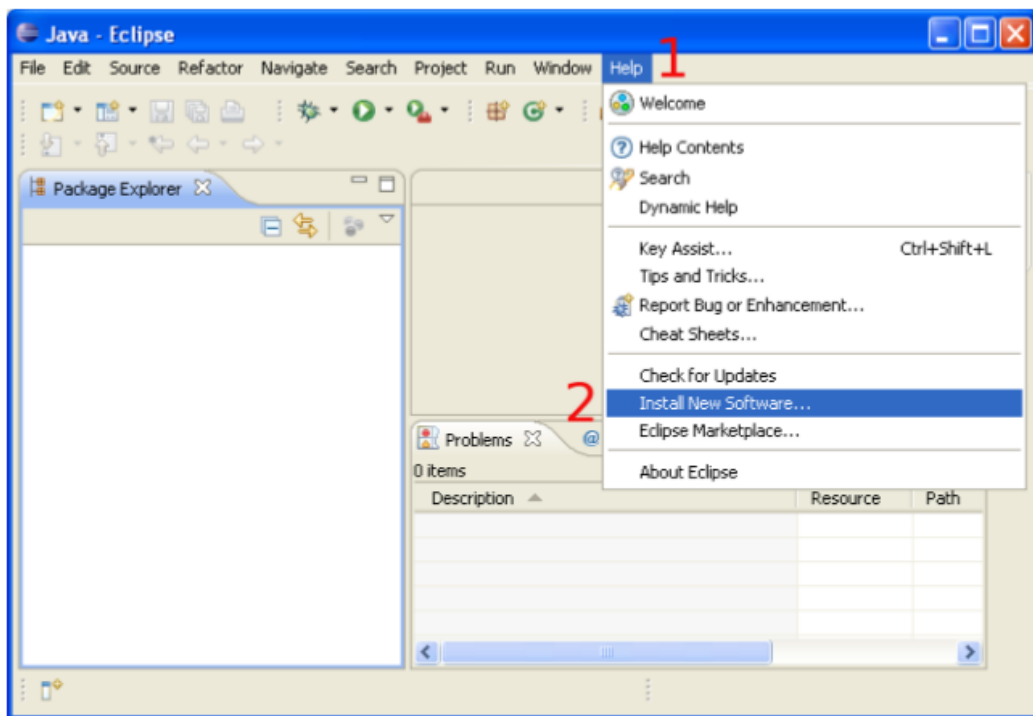 Java - Eclipse
File Edit Source Refactor Navigate Search Project Run Window Help 1
Welcome
Help Contents
Search
Dynamic Help
Key Assist... Ctrl+Shift+L
Tips and Tricks...
Report Bug or Enhancement...
Cheat Sheets...
Check for Updates
2 Install New Software...
Eclipse Marketplace...
About Eclipse
Package Explorer
Problems @
0 items
Description Resource Path